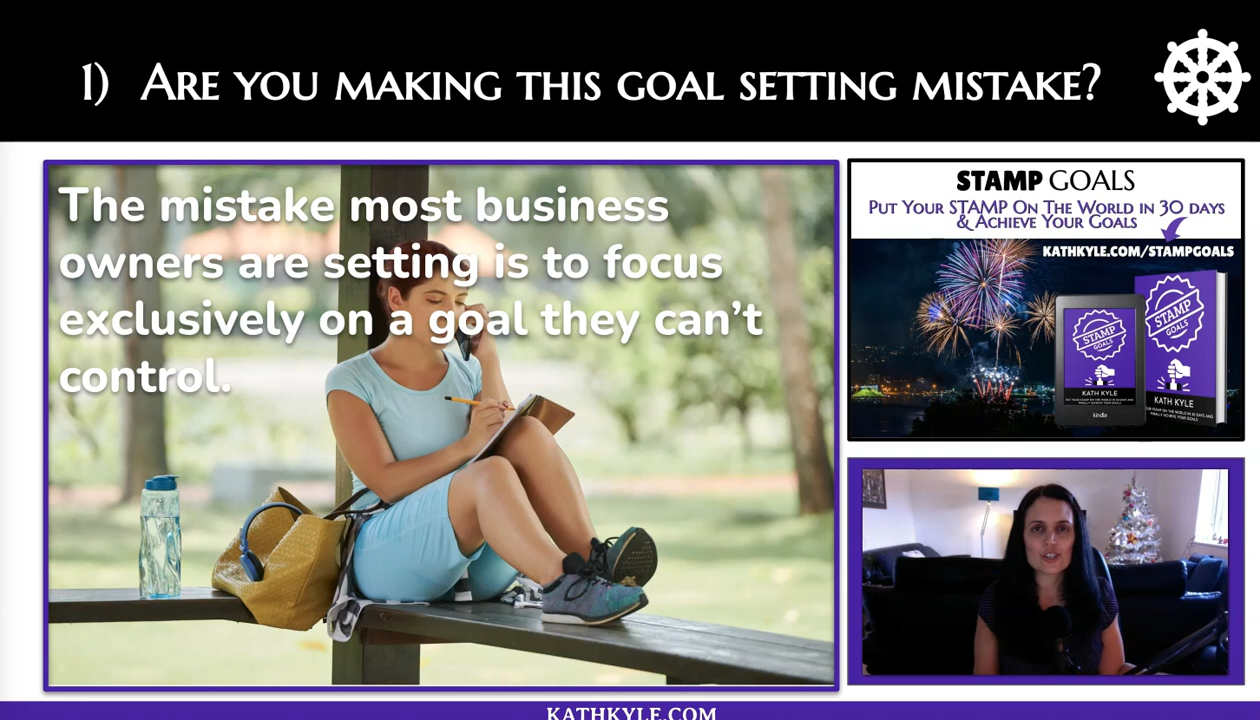 1) Are you making this goal setting mistake?
The mistake most business
owners are setting is to focus
exclusively on a goal they can’t
control.
STAMP GOALS
Put Your STAMP On The World in 30 days
& Achieve Your Goals
KATHKYLE.COM/STAMPGOALS
STAMP
GOALS
KATH KYLE
kindle
STAMP
GOALS
KATH KYLE
KATHKYLE.COM